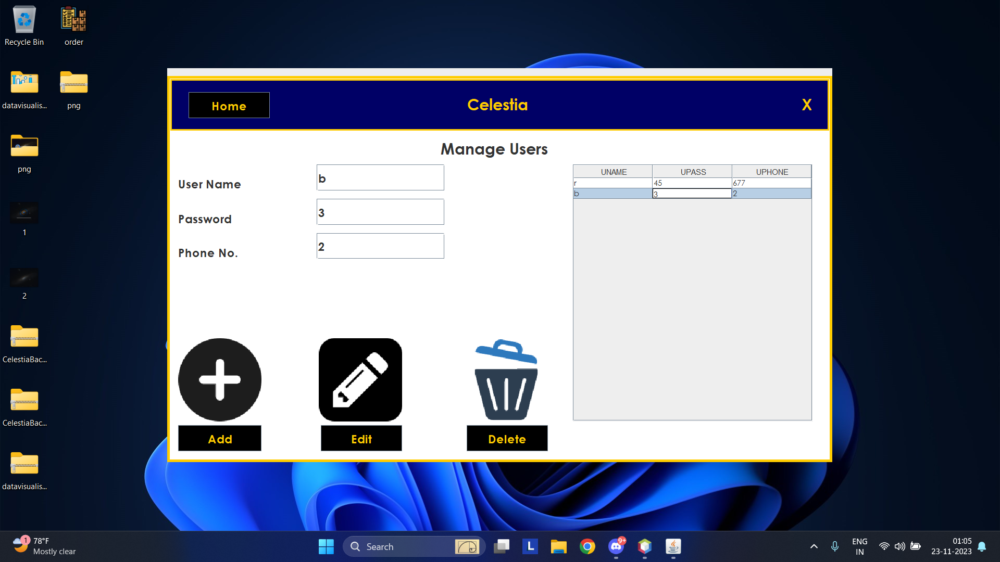 Recycle Bin
order
datavisualis...
png
png
1
2
CelestiaBac...
CelestiaBac...
datavisualis...
Home
Celestia
X
Manage Users
User Name
b
Password
3
Phone No.
2
UNAME UPASS UPHONE
r 45 677
b 3 2
Add
Edit
Delete
1
78°F
Mostly clear
Search
L
9+
ENG
IN
01:05
23-11-2023